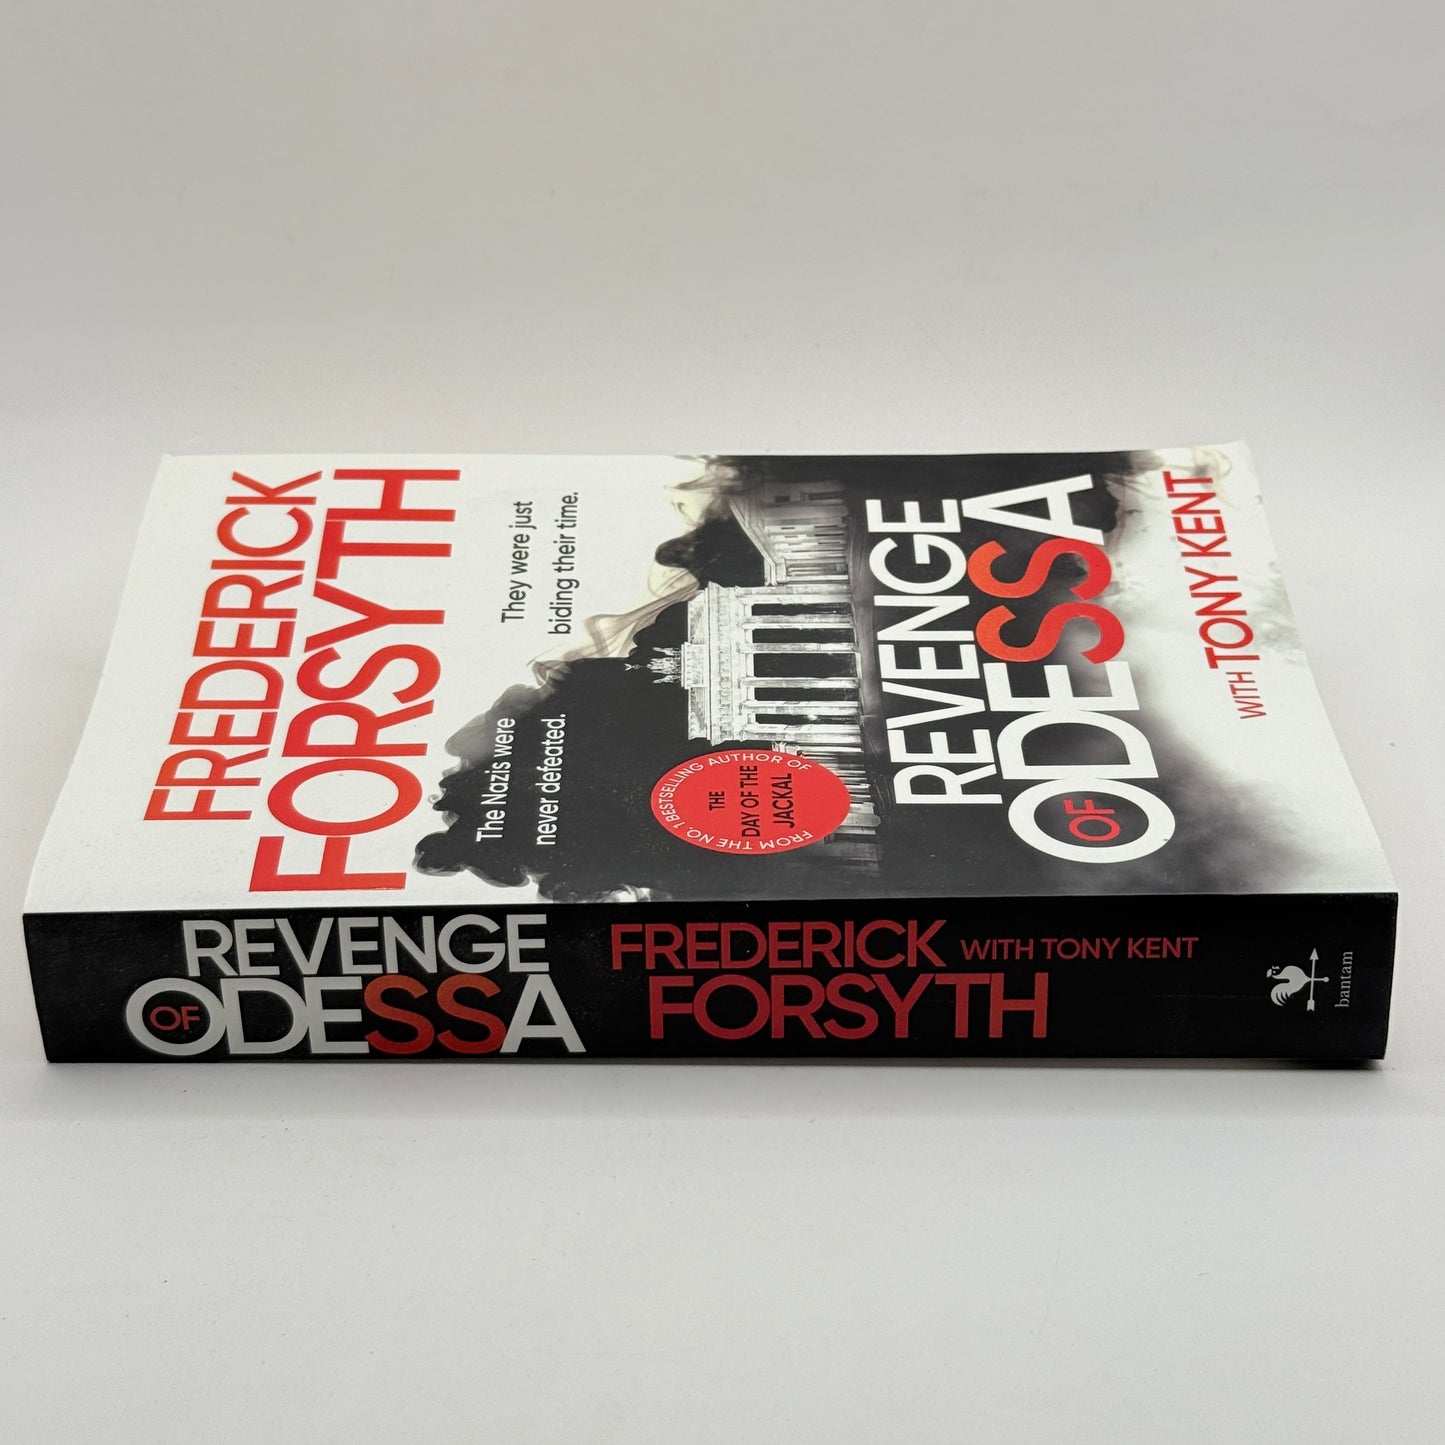 FREDERICK
FORSYTH
The Nazis were
never defeated.
They were just
biding their time.
FROM THE NO. 1 BESTSELLING AUTHOR OF
THE
DAY OF THE
JACKAL
REVENGE
OF ODESSA
WITH TONY KENT
REVENGE
OF ODESSA
FREDERICK WITH TONY KENT
FORSYTH
bantam